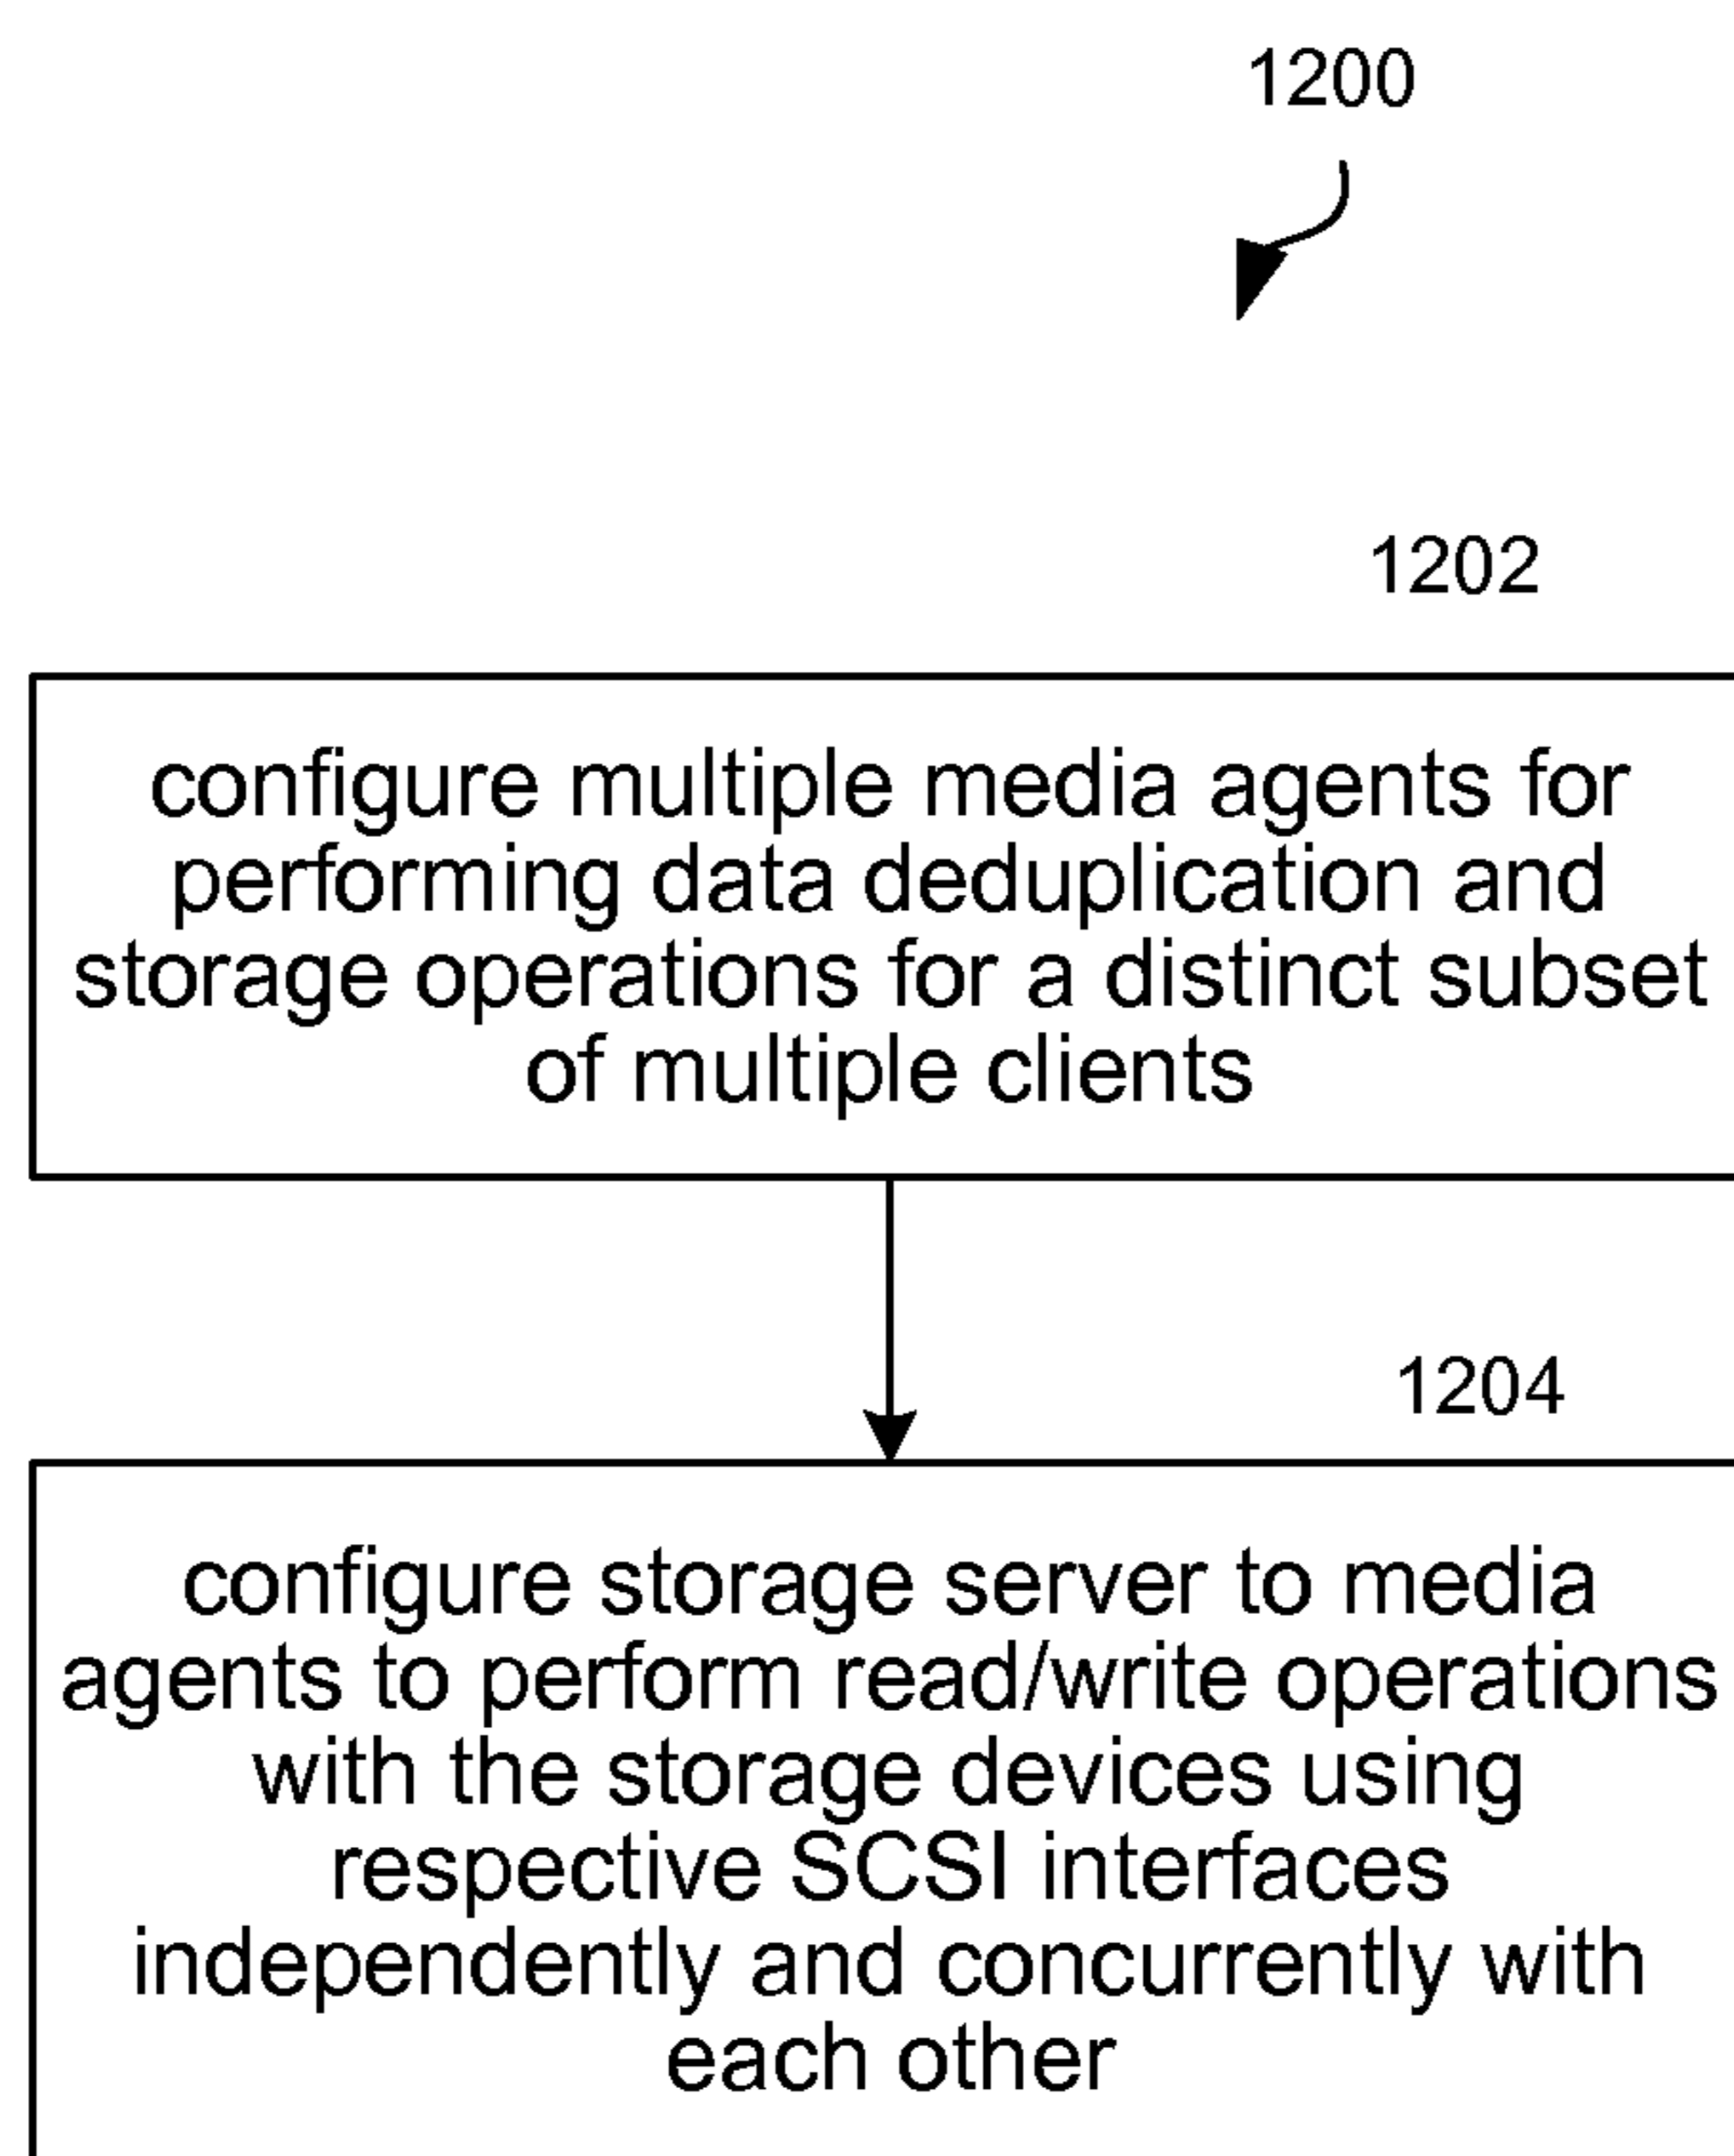 1200
1202
configure multiple media agents for
performing data deduplication and
storage operations for a distinct subset
of multiple clients
1204
configure storage server to media
agents to perform read/write operations
with the storage devices using
respective SCSI interfaces
independently and concurrently with
each other